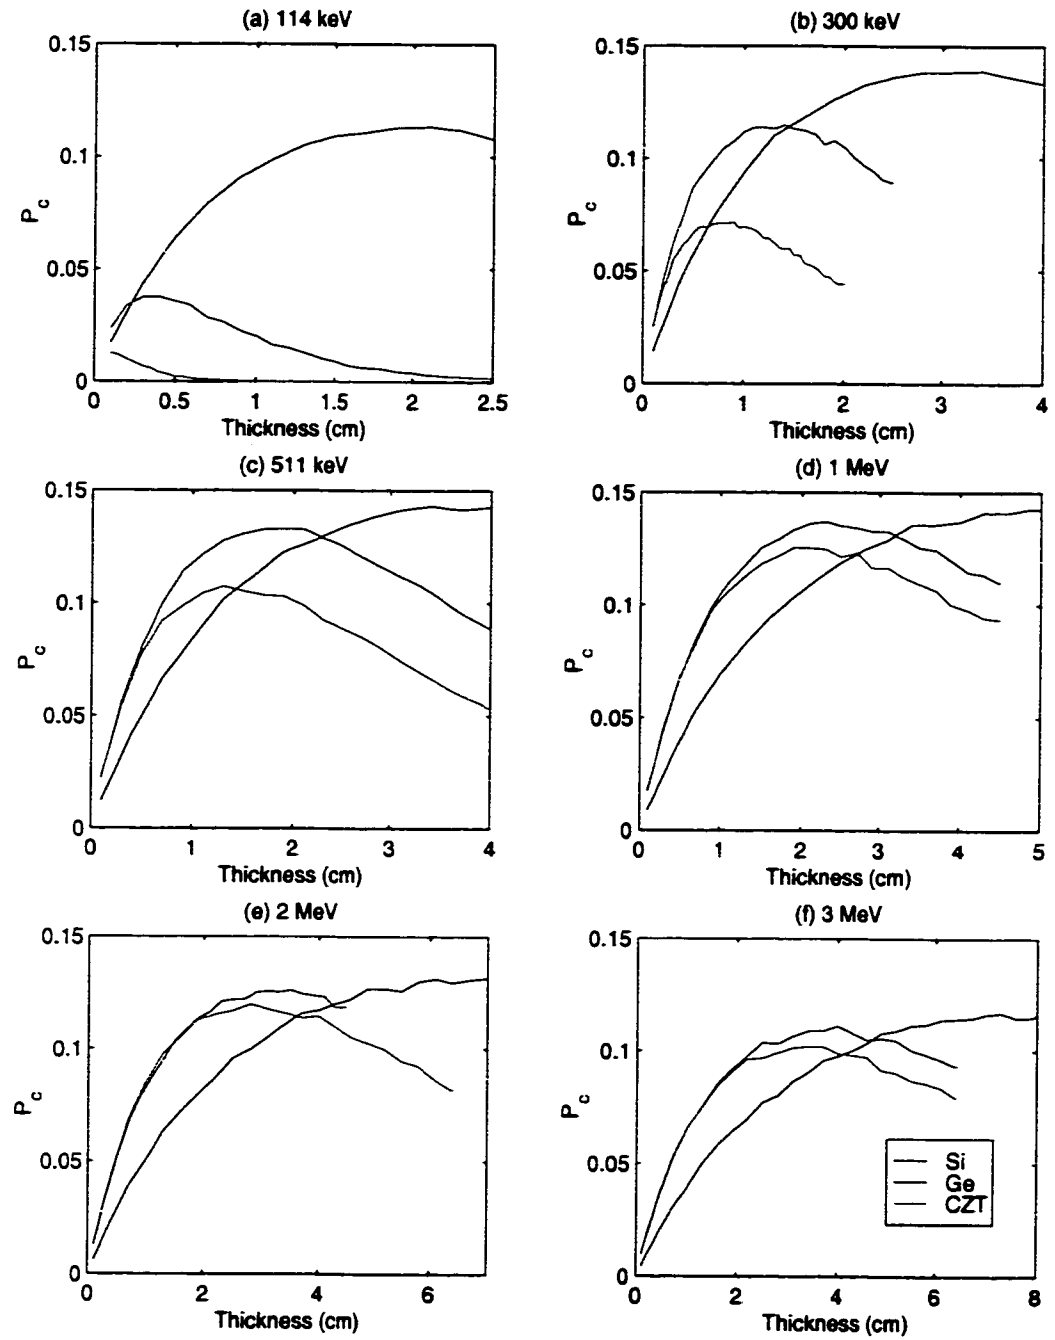 (a) 114 keV
0.15
0.1
0.05
0
P_c
0 0.5 1 1.5 2 2.5
Thickness (cm)
(b) 300 keV
0.15
0.1
0.05
0
P_c
0 1 2 3 4
Thickness (cm)
(c) 511 keV
0.15
0.1
0.05
0
P_c
0 1 2 3 4
Thickness (cm)
(d) 1 MeV
0.15
0.1
0.05
0
P_c
0 1 2 3 4 5
Thickness (cm)
(e) 2 MeV
0.15
0.1
0.05
0
P_c
0 2 4 6
Thickness (cm)
(f) 3 MeV
0.15
0.1
0.05
0
P_c
0 2 4 6 8
Thickness (cm)
Si
Ge
CZT